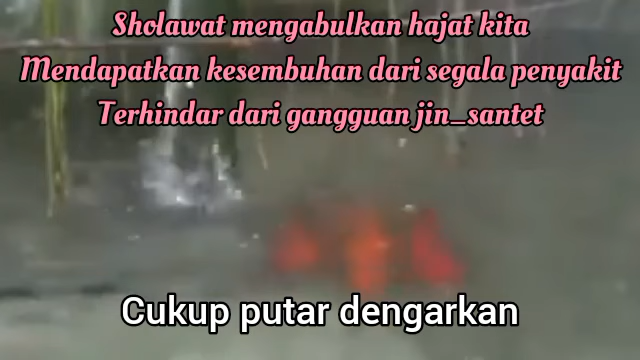 Sholawat mengabulkan hajat kita
Mendapatkan kesembuhan dari segala penyakit
Terhindar dari gangguan jin_santet
Cukup putar dengarkan